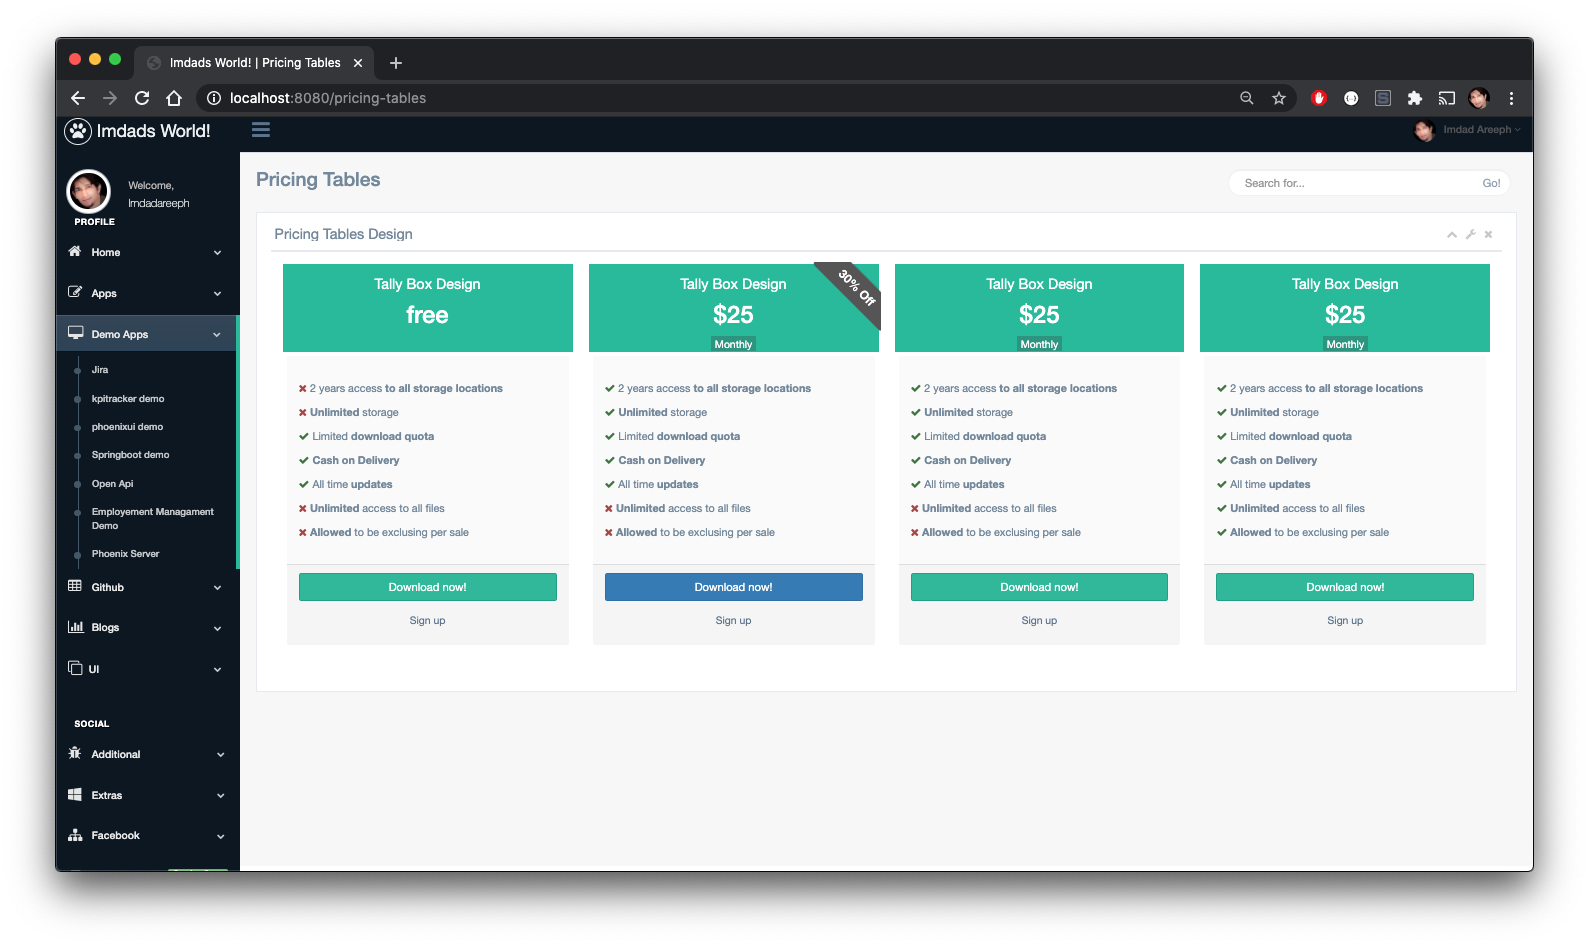 Imdads World! | Pricing Tables
localhost:8080/pricing-tables
Imdads World!
Imdad Areeph
Welcome,
Imdadareeph
PROFILE
Home
Apps
Demo Apps
Jira
kpitracker demo
phoenixui demo
Springboot demo
Open Api
Employement Managament
Demo
Phoenix Server
Github
Blogs
UI
SOCIAL
Additional
Extras
Facebook
Pricing Tables
Search for...
Go!
Pricing Tables Design
Tally Box Design
free
2 years access to all storage locations
Unlimited storage
Limited download quota
Cash on Delivery
All time updates
Unlimited access to all files
Allowed to be exclusing per sale
Download now!
Sign up
Tally Box Design
30% Off
$25
Monthly
2 years access to all storage locations
Unlimited storage
Limited download quota
Cash on Delivery
All time updates
Unlimited access to all files
Allowed to be exclusing per sale
Download now!
Sign up
Tally Box Design
$25
Monthly
2 years access to all storage locations
Unlimited storage
Limited download quota
Cash on Delivery
All time updates
Unlimited access to all files
Allowed to be exclusing per sale
Download now!
Sign up
Tally Box Design
$25
Monthly
2 years access to all storage locations
Unlimited storage
Limited download quota
Cash on Delivery
All time updates
Unlimited access to all files
Allowed to be exclusing per sale
Download now!
Sign up